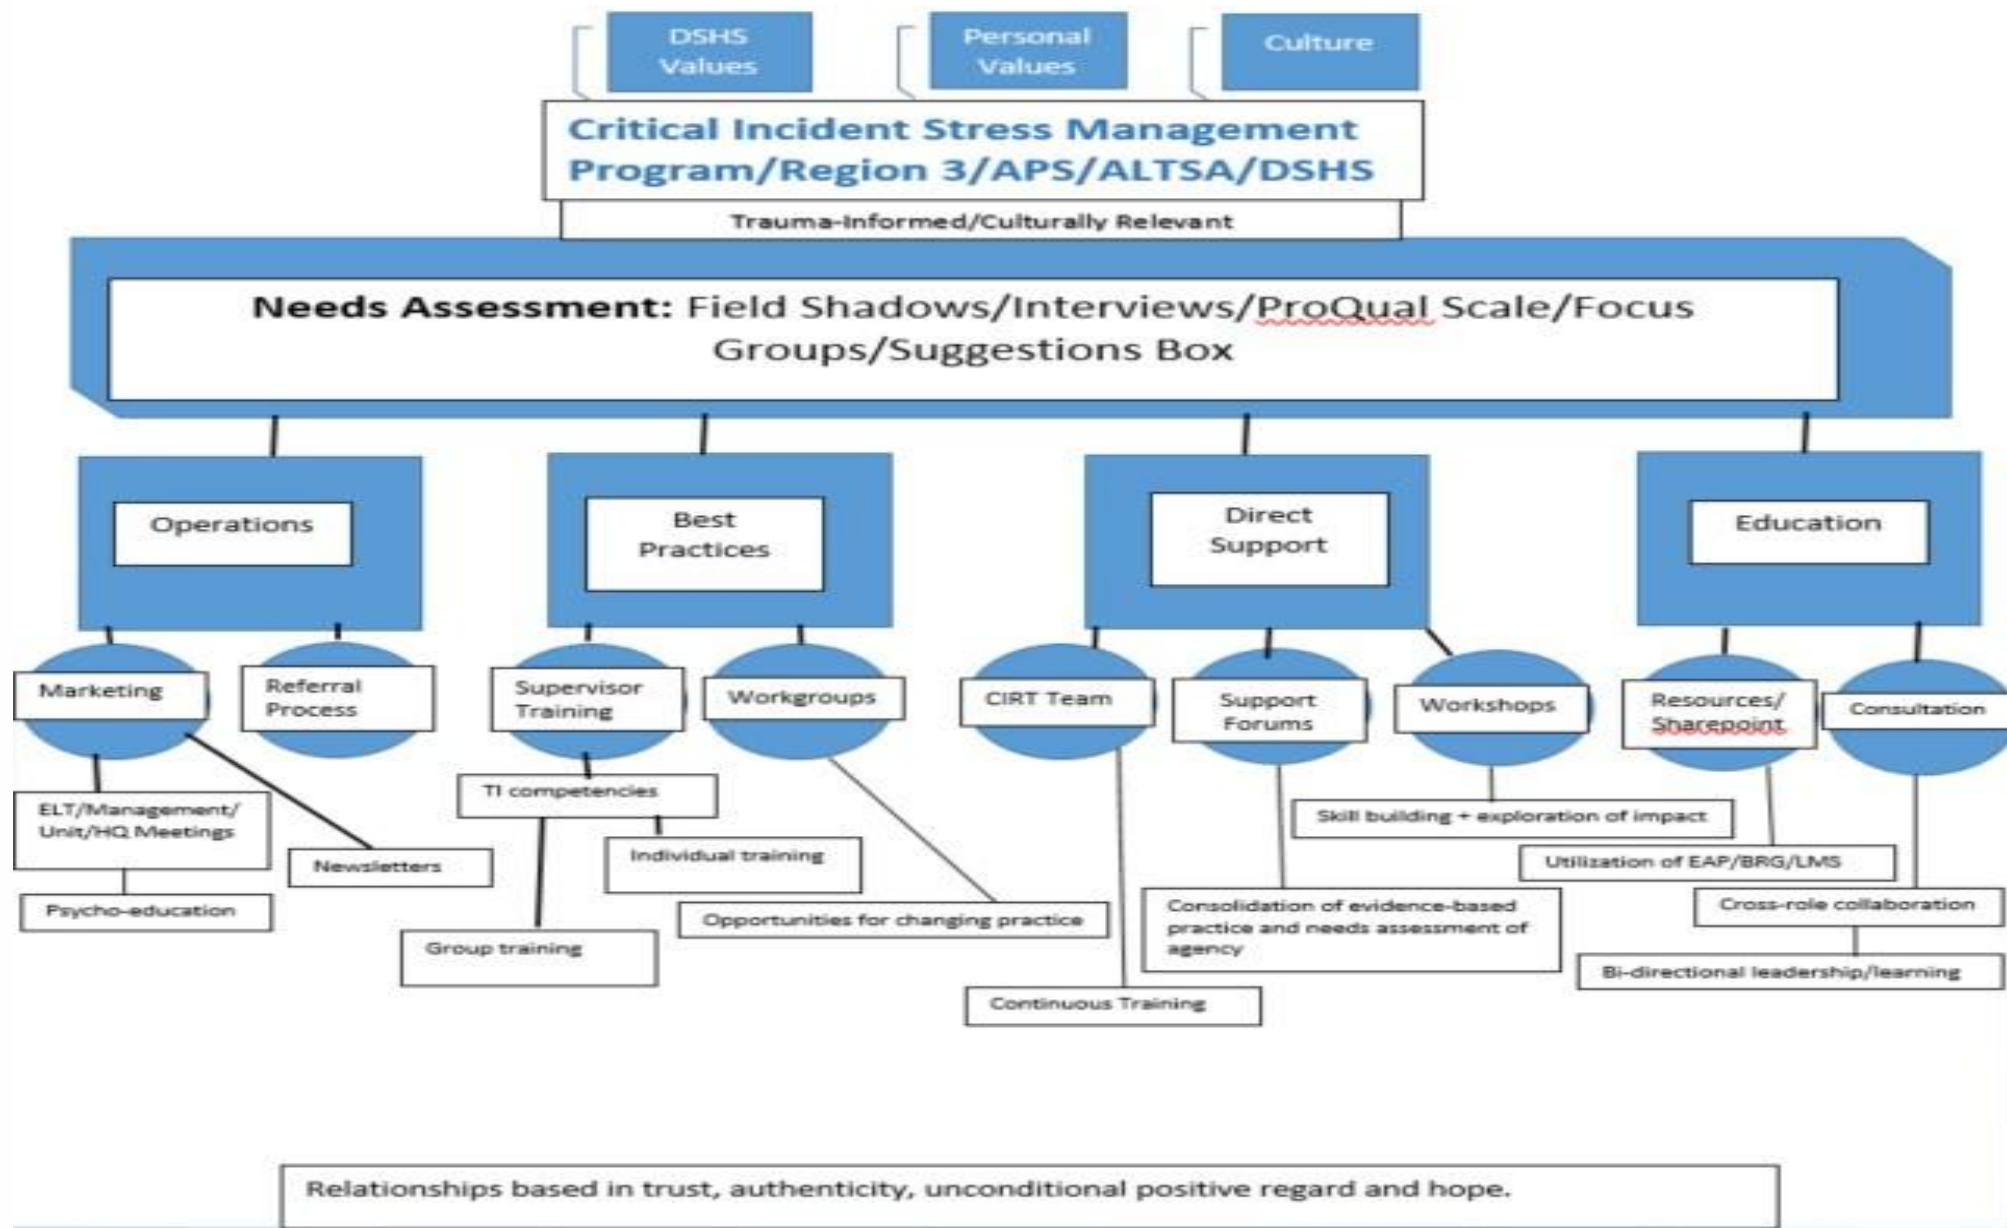 DSHS
Values
Personal
Values
Culture
Critical Incident Stress Management
Program/Region 3/APS/ALTSA/DSHS
Trauma-Informed/Culturally Relevant
Needs Assessment: Field Shadows/Interviews/ProQual Scale/Focus
Groups/Suggestions Box
Operations
Best
Practices
Direct
Support
Education
Marketing
Referral
Process
Supervisor
Training
Workgroups
CIRT Team
Support
Forums
Workshops
Resources/
Sharepoint
Consultation
ELT/Management/
Unit/HQ Meetings
Newsletters
Psycho-education
TI competencies
Individual training
Group training
Opportunities for changing practice
Continuous Training
Consolidation of evidence-based
practice and needs assessment of
agency
Skill building + exploration of impact
Utilization of EAP/BRG/LMS
Cross-role collaboration
Bi-directional leadership/learning
Relationships based in trust, authenticity, unconditional positive regard and hope.